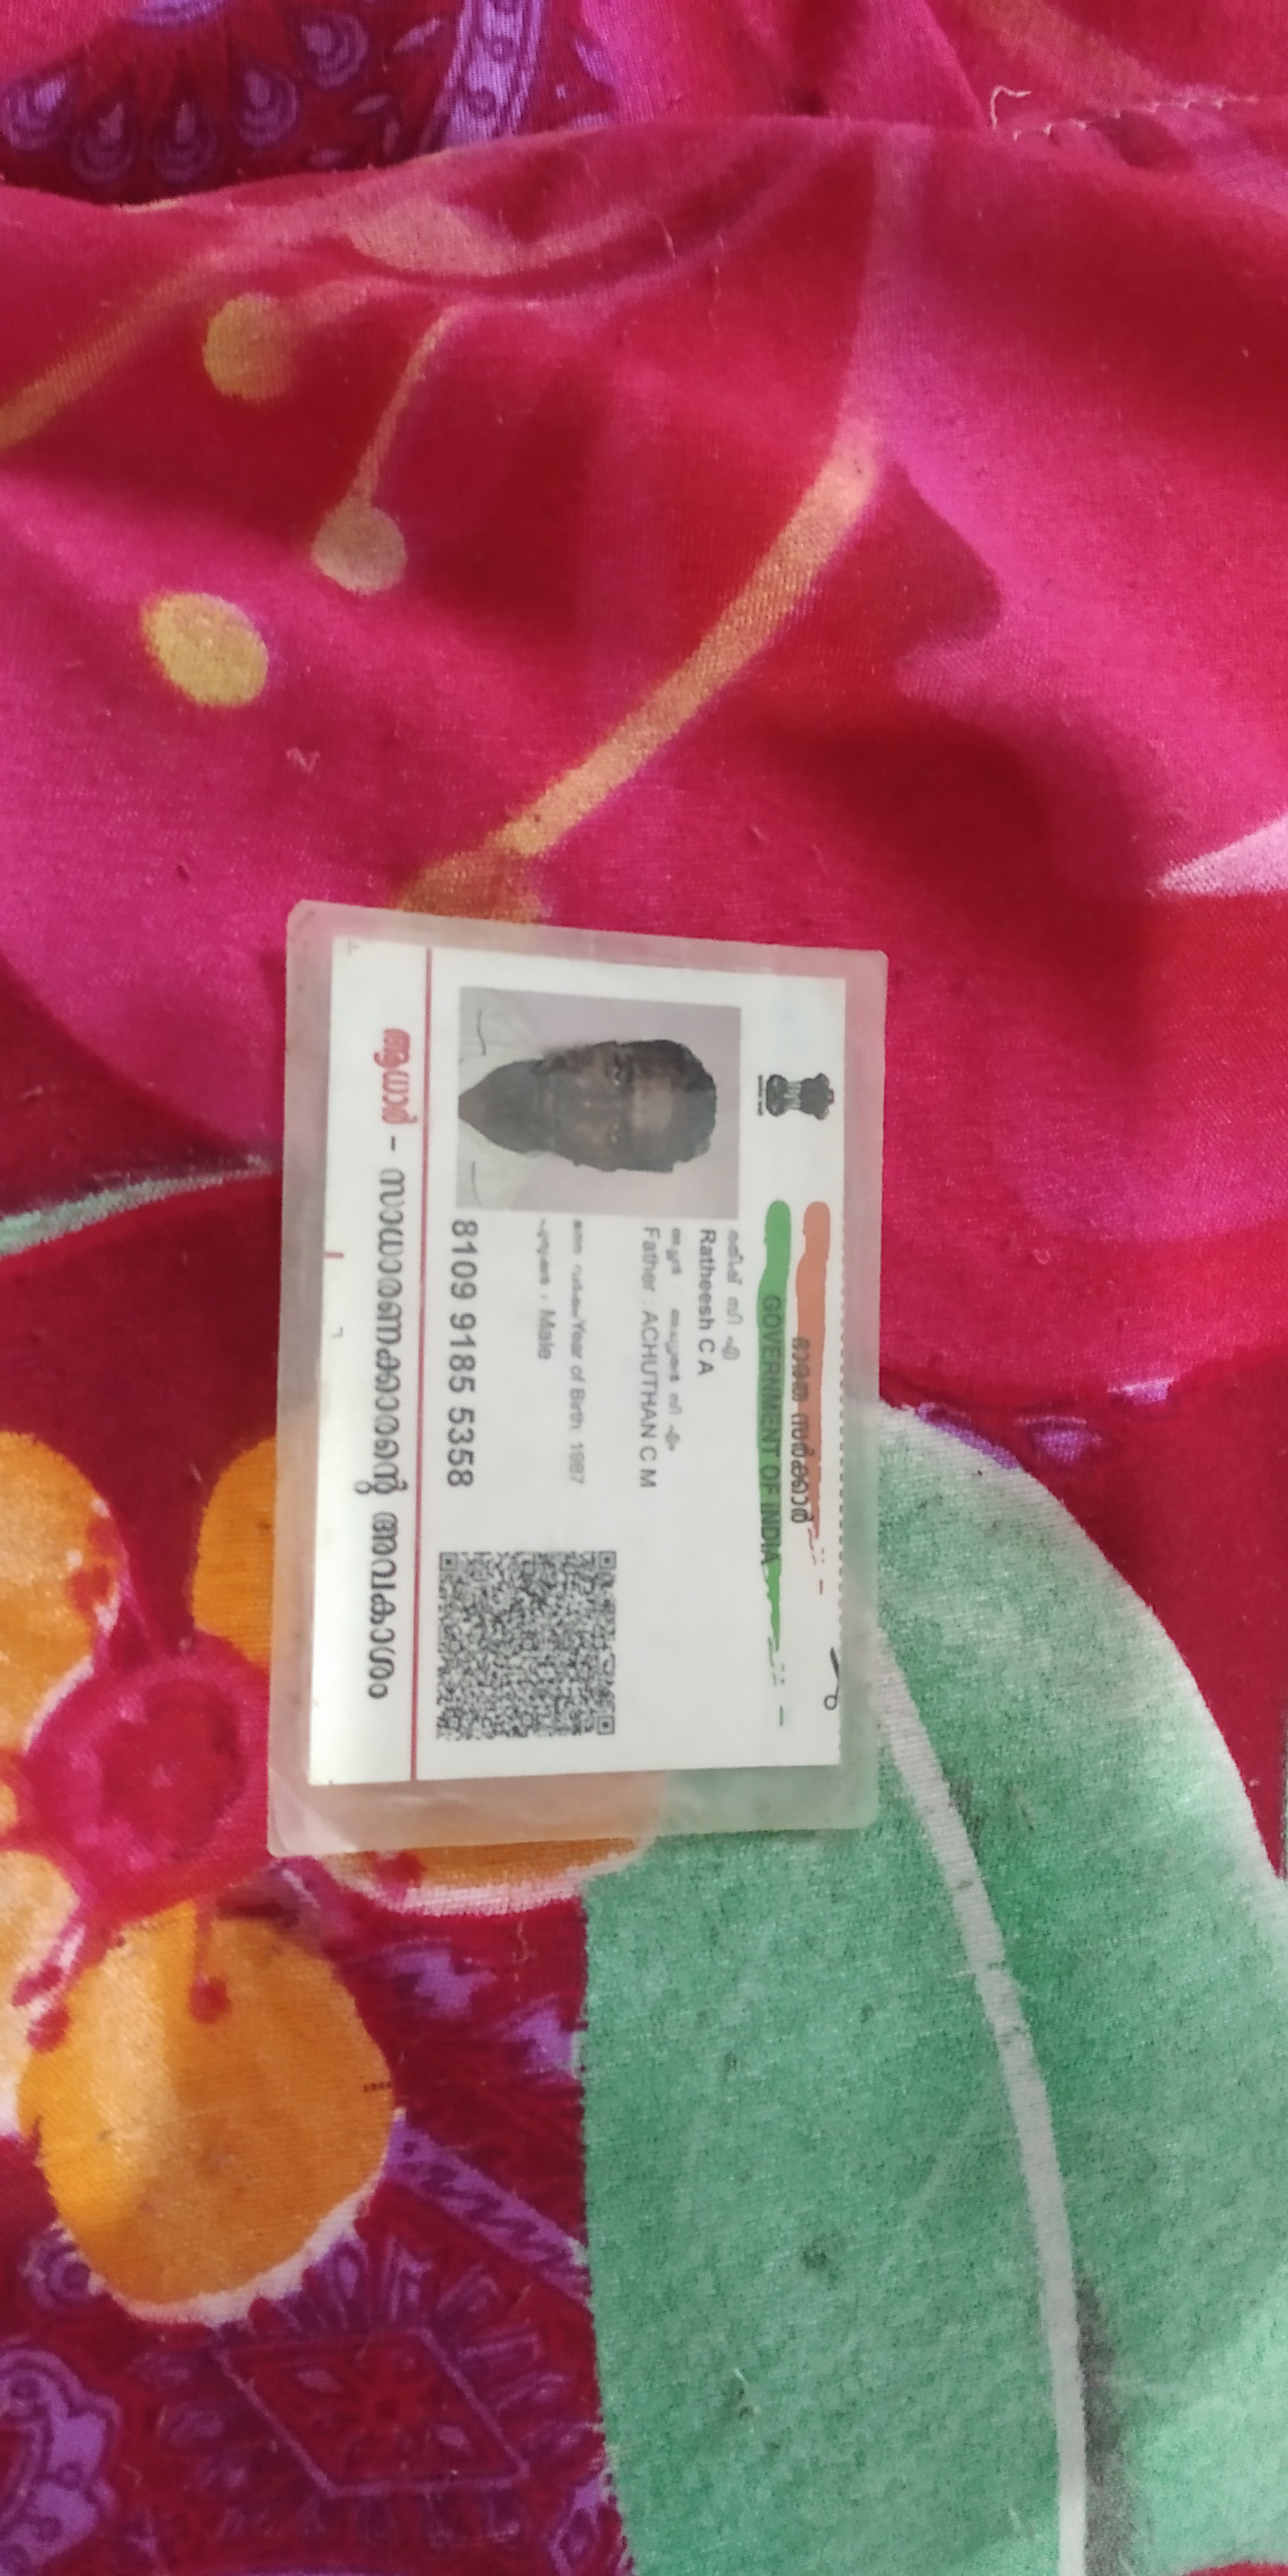 ഭാരത സർക്കാർ
GOVERNMENT OF INDIA
രതീഷ് സി എ
Ratheesh C A
അച്ഛൻ : അച്യുതൻ സി എം
Father : ACHUTHAN C M
ജനന വർഷം/Year of Birth: 1987
പുരുഷൻ / Male
8109 9185 5358
ആധാർ - സാധാരണക്കാരന്റെ അവകാശം